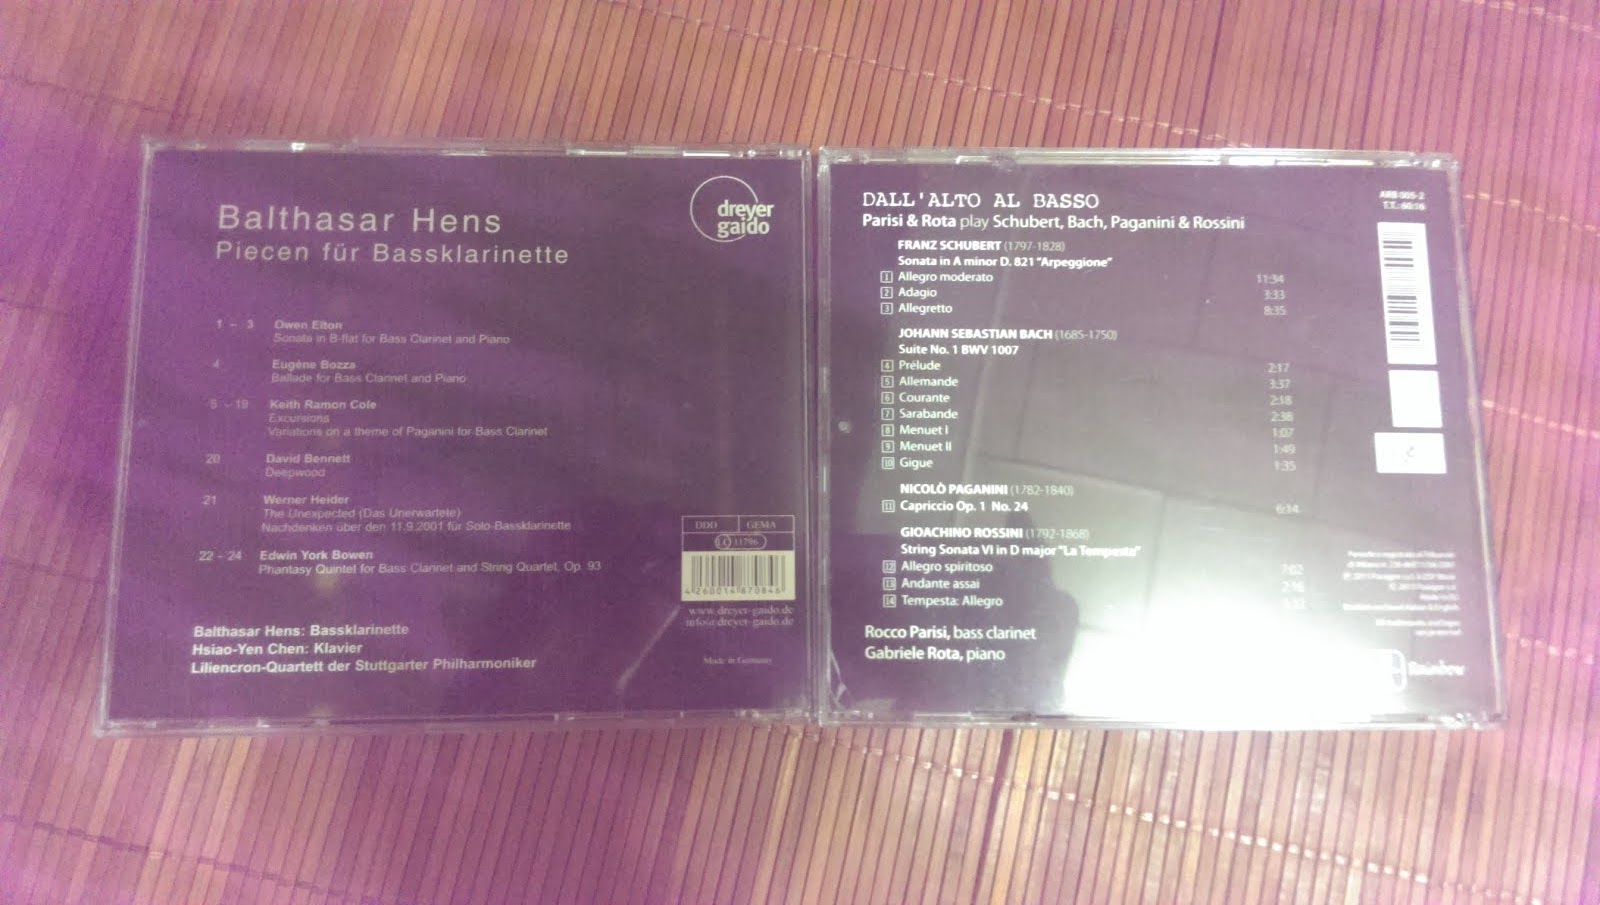 Balthasar Hens
Piecen für Bassklarinette
dreyer
gaido
1 – 3 Owen Elton
Sonata in B-flat for Bass Clarinet and Piano
4 Eugène Bozza
Ballade for Bass Clarinet and Piano
5 – 19 Keith Ramon Cole
Excursions
Variations on a theme of Paganini for Bass Clarinet
20 David Bennett
Deepwood
21 Werner Heider
The Unexpected (Das Unerwartete)
Nachdenken über den 11.9.2001 für Solo-Bassklarinette
22 – 24 Edwin York Bowen
Phantasy Quintet for Bass Clarinet and String Quartet, Op. 93
Balthasar Hens: Bassklarinette
Hsiao-Yen Chen: Klavier
Liliencron-Quartett der Stuttgarter Philharmoniker
DDD GEMA
LC 11796
4 260014 870846
www.dreyer-gaido.de
info@dreyer-gaido.de
Made in Germany
DALL'ALTO AL BASSO
Parisi & Rota play Schubert, Bach, Paganini & Rossini
FRANZ SCHUBERT (1797-1828)
Sonata in A minor D. 821 "Arpeggione"
1 Allegro moderato 11:34
2 Adagio 3:33
3 Allegretto 8:35
JOHANN SEBASTIAN BACH (1685-1750)
Suite No. 1 BWV 1007
4 Prélude 2:17
5 Allemande 3:37
6 Courante 2:18
7 Sarabande 2:38
8 Menuet I 1:07
9 Menuet II 1:49
10 Gigue 1:35
NICOLÒ PAGANINI (1782-1840)
11 Capriccio Op. 1 No. 24 6:14
GIOACHINO ROSSINI (1792-1868)
String Sonata VI in D major "La Tempesta"
12 Allegro spiritoso 7:02
13 Andante assai 2:16
14 Tempesta: Allegro
Rocco Parisi, bass clarinet
Gabriele Rota, piano
T.T.: 60:16
Rainbow